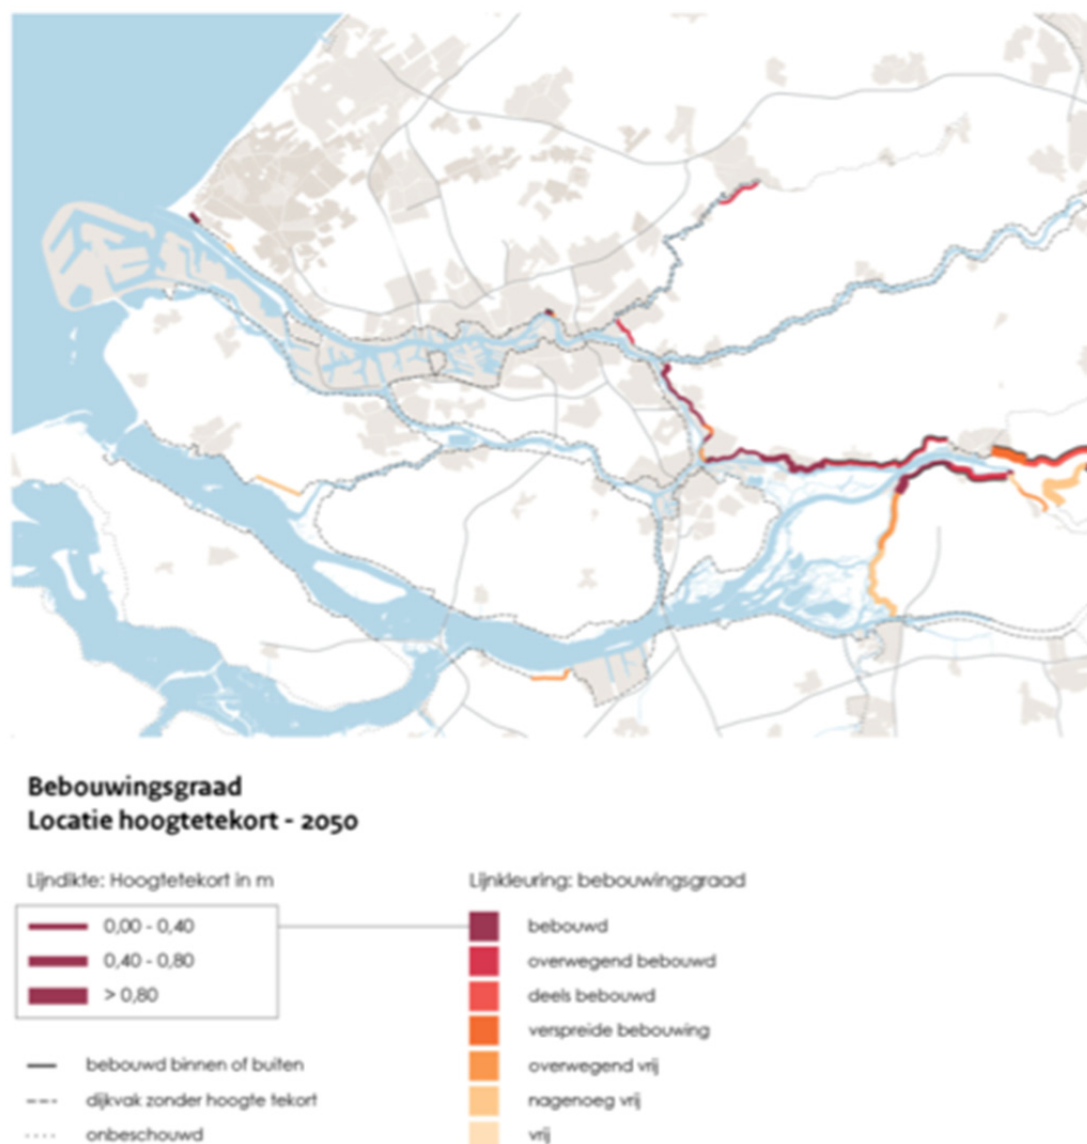 Bebouwingsgraad
Locatie hoogtetekort - 2050
Lijndikte: Hoogtetekort in m
0,00 - 0,40
0,40 - 0,80
> 0,80
bebouwd binnen of buiten
dijkvak zonder hoogte tekort
onbeschouwd
Lijnkleuring: bebouwingsgraad
bebouwd
overwegend bebouwd
deels bebouwd
verspreide bebouwing
overwegend vrij
nagenoeg vrij
vrij